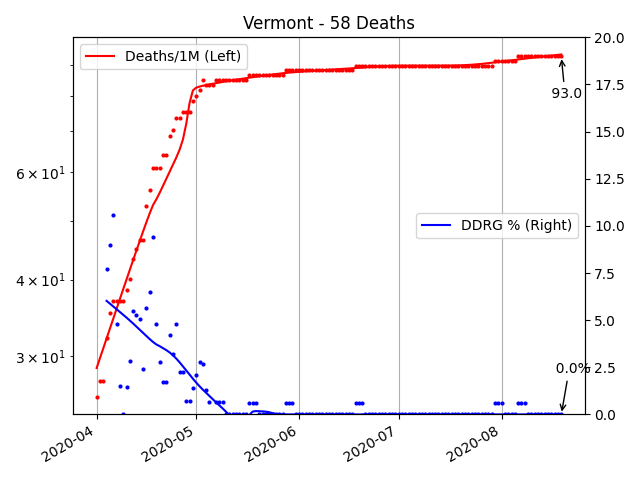 Vermont - 58 Deaths
Deaths/1M (Left)
DDRG % (Right)
93.0
0.0%
6 × 10¹
4 × 10¹
3 × 10¹
20.0
17.5
15.0
12.5
10.0
7.5
5.0
2.5
0.0
2020-04
2020-05
2020-06
2020-07
2020-08